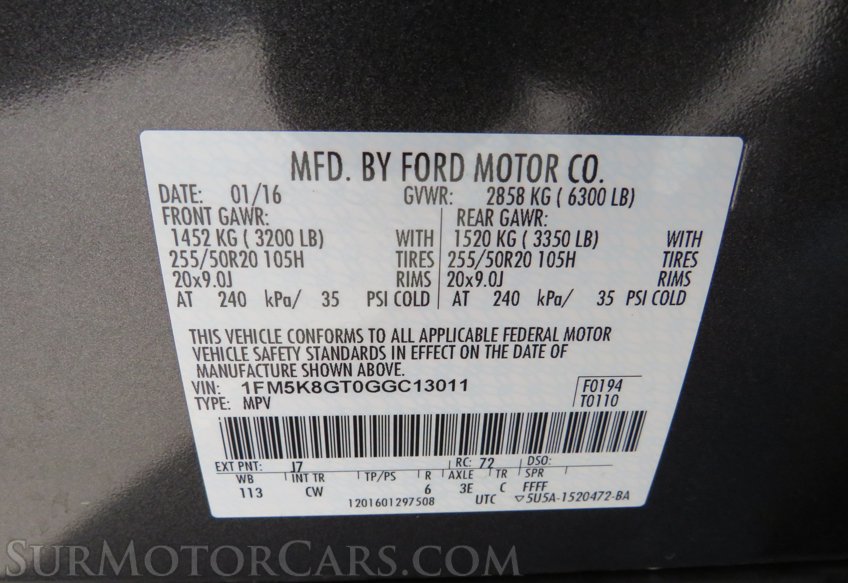 MFD. BY FORD MOTOR CO.
DATE: 01/16 GVWR: 2858 KG ( 6300 LB)
FRONT GAWR: REAR GAWR:
1452 KG ( 3200 LB) WITH 1520 KG ( 3350 LB) WITH
255/50R20 105H TIRES 255/50R20 105H TIRES
20x9.0J RIMS 20x9.0J RIMS
AT 240 kPa/ 35 PSI COLD AT 240 kPa/ 35 PSI COLD
THIS VEHICLE CONFORMS TO ALL APPLICABLE FEDERAL MOTOR
VEHICLE SAFETY STANDARDS IN EFFECT ON THE DATE OF
MANUFACTURE SHOWN ABOVE.
VIN: 1FM5K8GT0GGC13011 F0194
TYPE: MPV T0110
EXT PNT: J7 RC: 72 DSO:
WB INT TR TP/PS R AXLE TR SPR
113 CW 6 3E C FFFF
1201601297508 UTC ▽5U5A-1520472-BA
SURMOTORCARS.COM